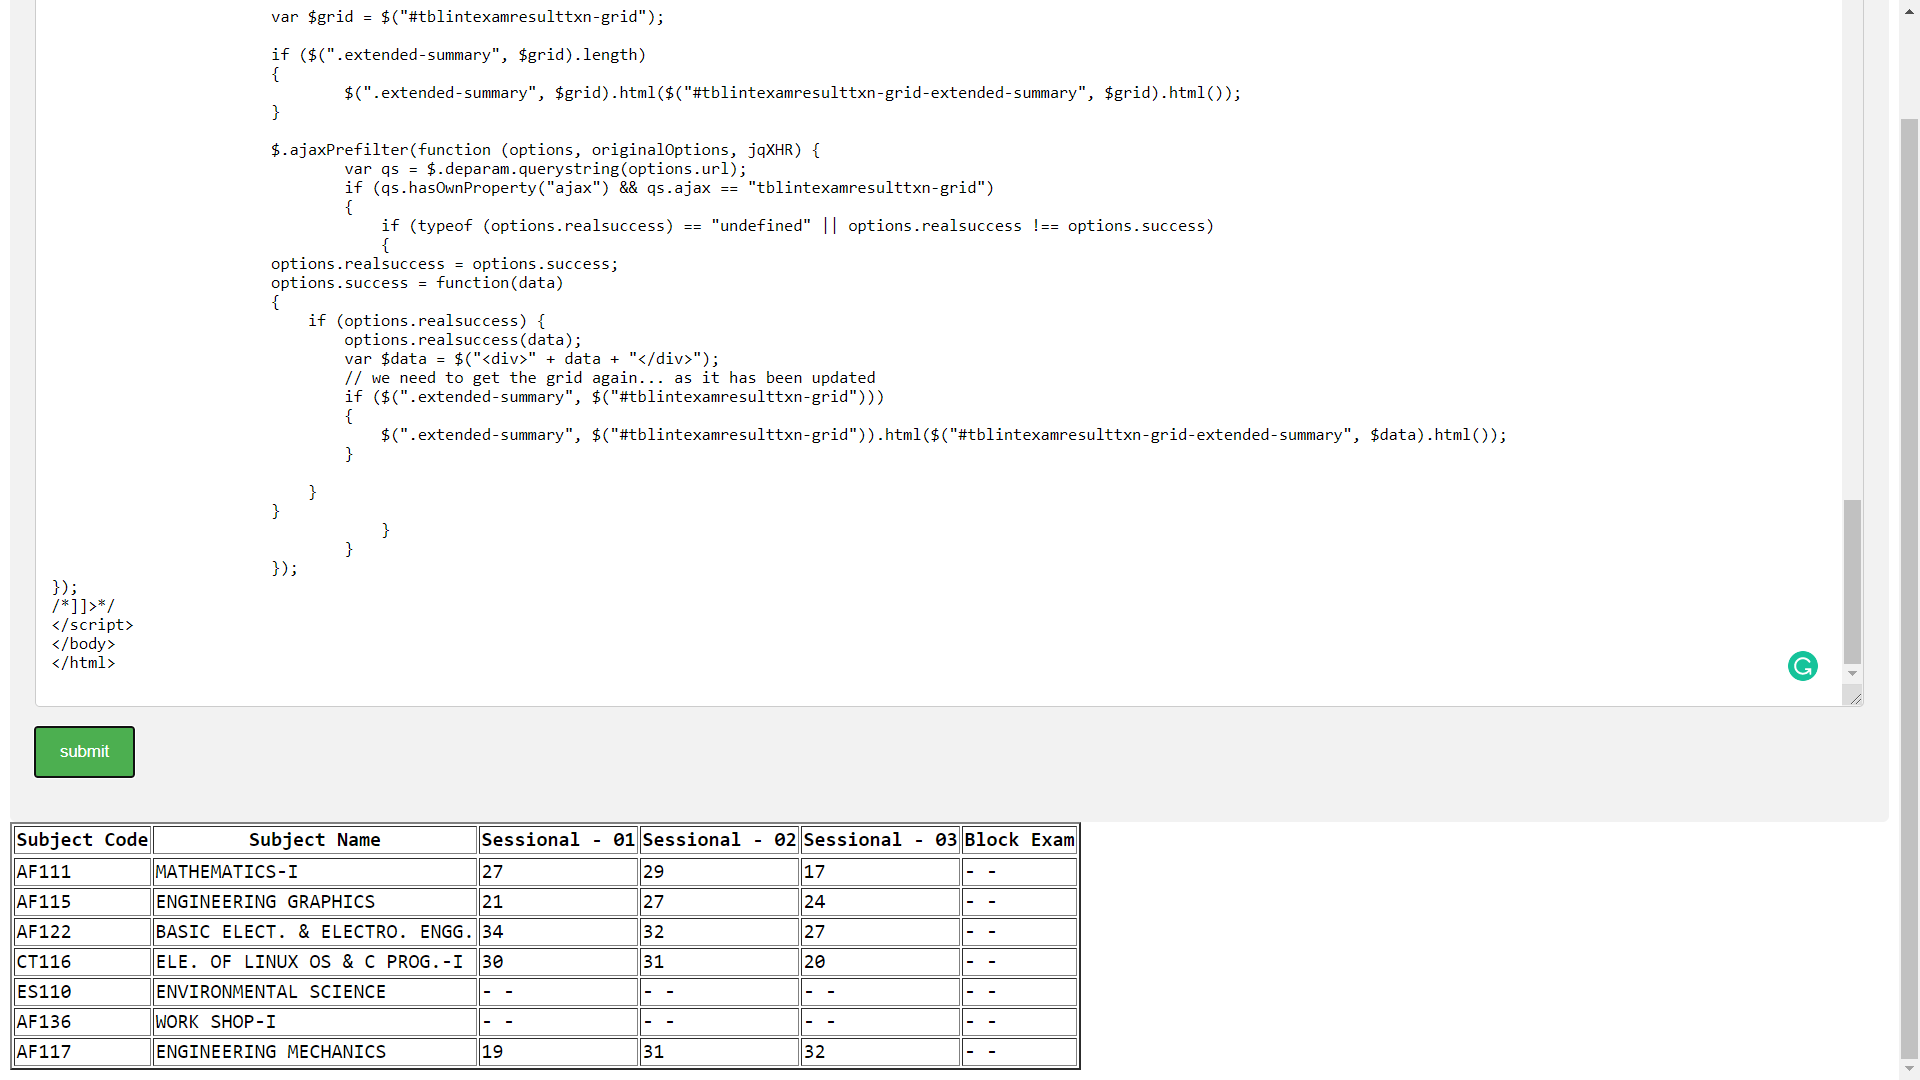 var $grid = $("#tblintexamresulttxn-grid");
if ($(".extended-summary", $grid).length)
{
$(".extended-summary", $grid).html($("#tblintexamresulttxn-grid-extended-summary", $grid).html());
}
$.ajaxPrefilter(function (options, originalOptions, jqXHR) {
var qs = $.deparam.querystring(options.url);
if (qs.hasOwnProperty("ajax") && qs.ajax == "tblintexamresulttxn-grid")
{
if (typeof (options.realsuccess) == "undefined" || options.realsuccess !== options.success)
{
options.realsuccess = options.success;
options.success = function(data)
{
if (options.realsuccess) {
options.realsuccess(data);
var $data = $("<div>" + data + "</div>");
// we need to get the grid again... as it has been updated
if ($(".extended-summary", $("#tblintexamresulttxn-grid")))
{
$(".extended-summary", $("#tblintexamresulttxn-grid")).html($("#tblintexamresulttxn-grid-extended-summary", $data).html());
}
}
}
}
}
});
});
/*]]>*/
</script>
</body>
</html>
submit
Subject Code Subject Name Sessional - 01 Sessional - 02 Sessional - 03 Block Exam
AF111 MATHEMATICS-I 27 29 17 - -
AF115 ENGINEERING GRAPHICS 21 27 24 - -
AF122 BASIC ELECT. & ELECTRO. ENGG. 34 32 27 - -
CT116 ELE. OF LINUX OS & C PROG.-I 30 31 20 - -
ES110 ENVIRONMENTAL SCIENCE - - - - - - - -
AF136 WORK SHOP-I - - - - - - - -
AF117 ENGINEERING MECHANICS 19 31 32 - -